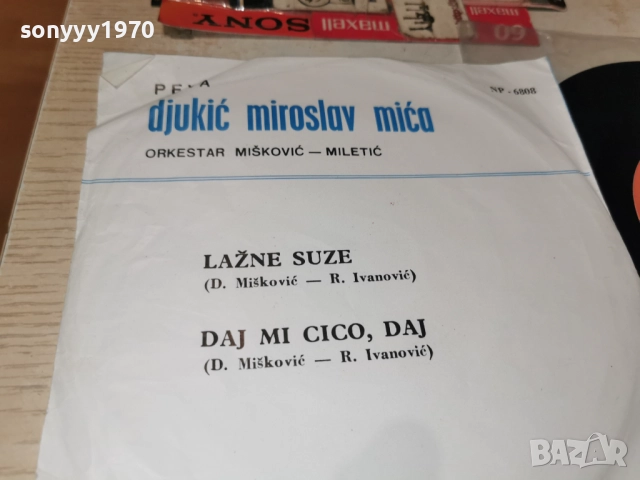 sonyyy1970
60 maxell SONY maxell
PEVA
NP - 6808
djukić miroslav mića
ORKESTAR MIŠKOVIĆ — MILETIĆ
LAŽNE SUZE
(D. Mišković — R. Ivanović)
DAJ MI CICO, DAJ
(D. Mišković — R. Ivanović)
BAZAR